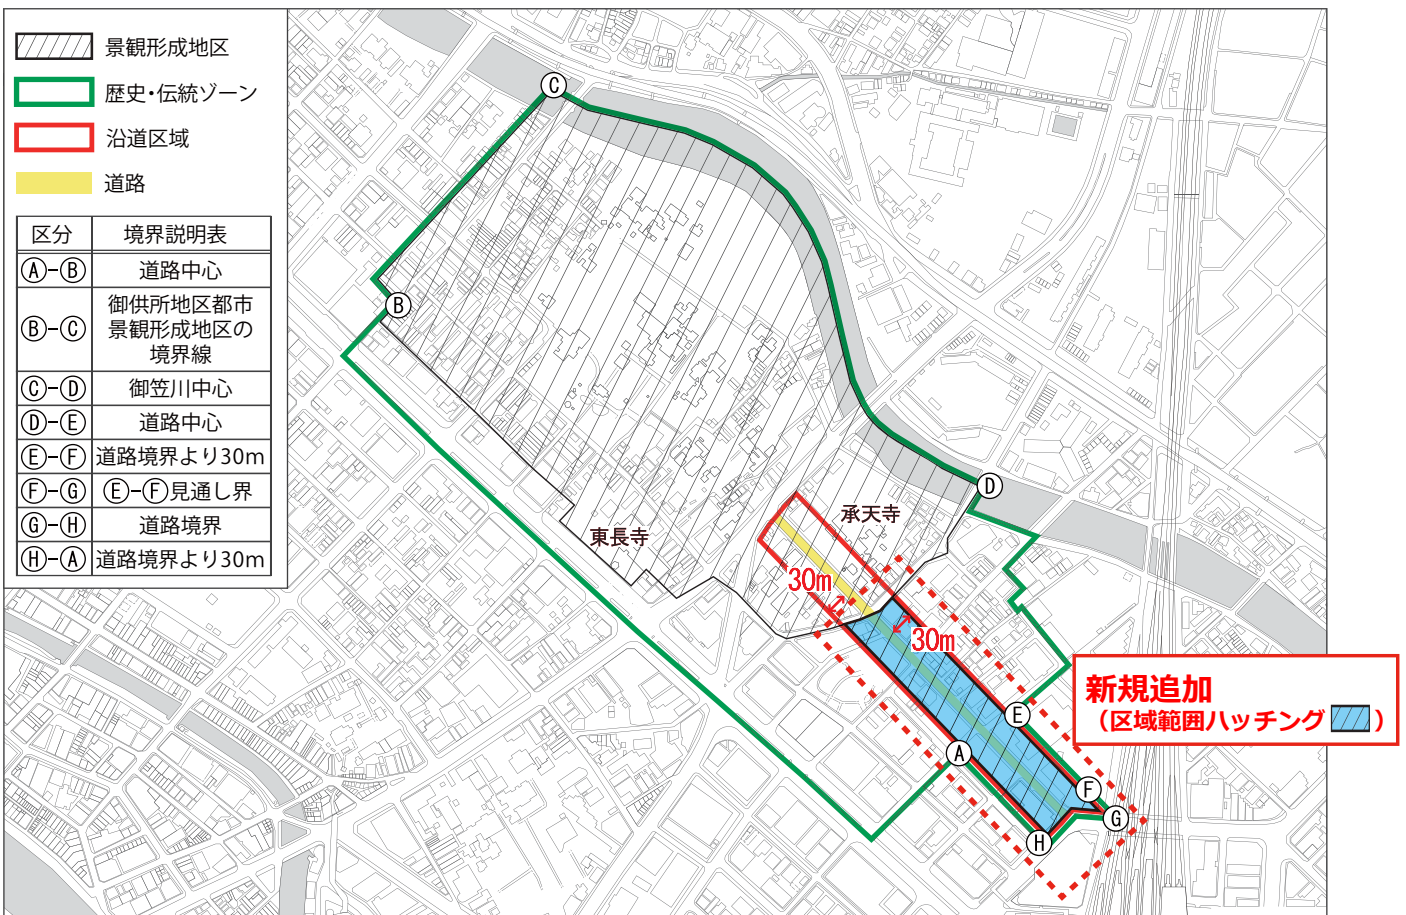 景観形成地区
歴史・伝統ゾーン
沿道区域
道路
区分 境界説明表
Ⓐ-Ⓑ 道路中心
Ⓑ-Ⓒ 御供所地区都市
景観形成地区の
境界線
Ⓒ-Ⓓ 御笠川中心
Ⓓ-Ⓔ 道路中心
Ⓔ-Ⓕ 道路境界より30m
Ⓕ-Ⓖ Ⓔ-Ⓕ見通し界
Ⓖ-Ⓗ 道路境界
Ⓗ-Ⓐ 道路境界より30m
Ⓒ
Ⓑ
Ⓓ
承天寺
東長寺
30m
30m
新規追加
（区域範囲ハッチング ）
Ⓔ
Ⓐ
Ⓕ
Ⓖ
Ⓗ